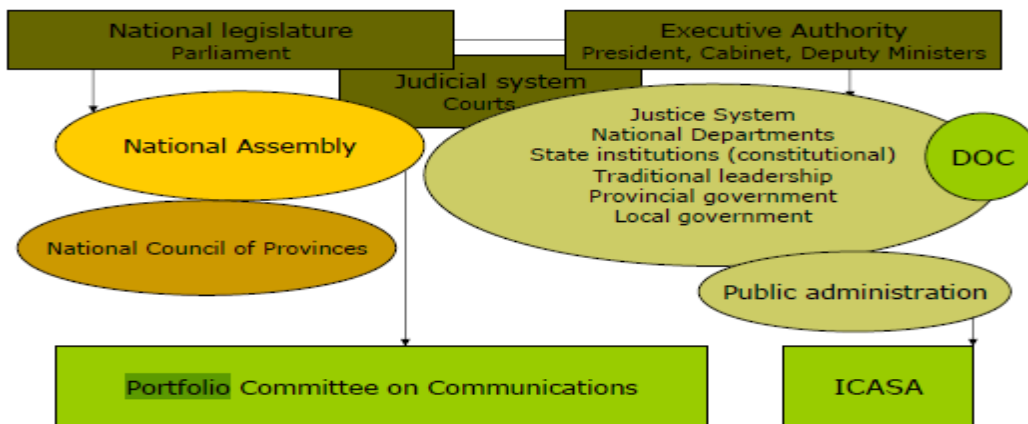 National legislature
Parliament
Executive Authority
President, Cabinet, Deputy Ministers
Judicial system
Courts
National Assembly
Justice System
National Departments
State institutions (constitutional)
Traditional leadership
Provincial government
Local government
DOC
National Council of Provinces
Public administration
Portfolio Committee on Communications
ICASA